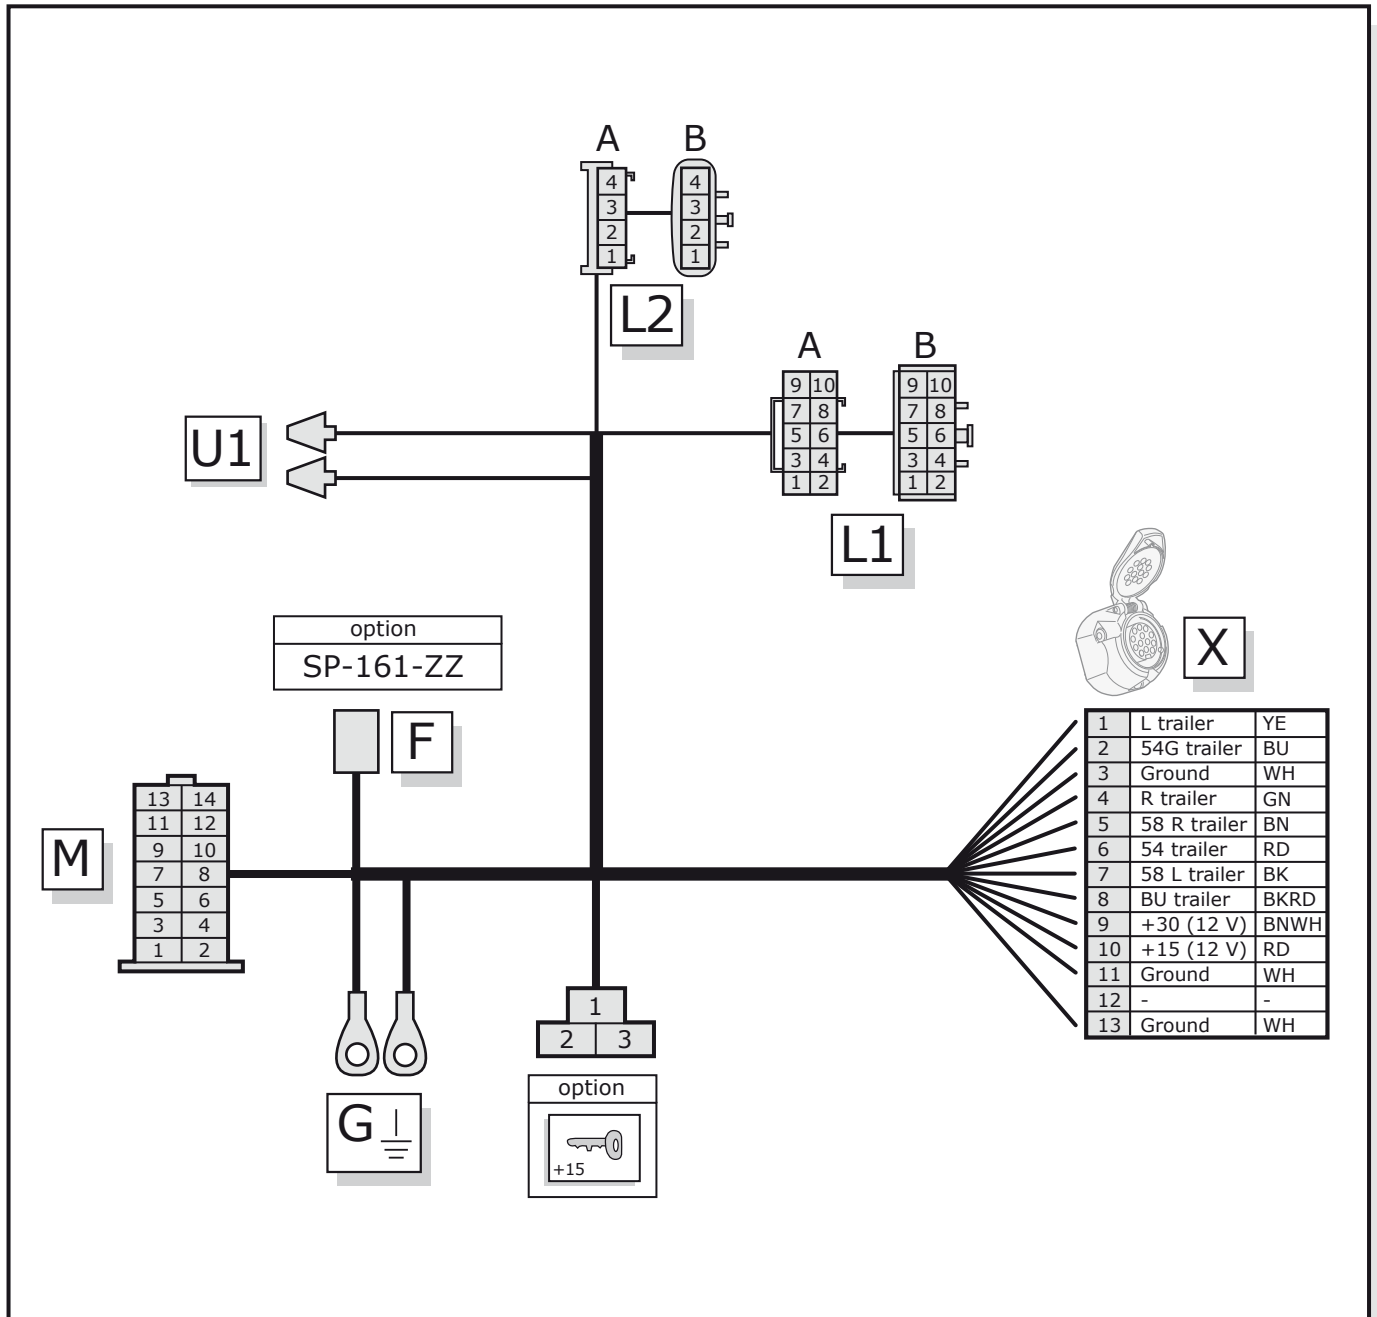 A B
4 4
3 3
2 2
1 1
L2
A B
9 10 9 10
7 8 7 8
5 6 5 6
3 4 3 4
1 2 1 2
U1
L1
option
SP-161-ZZ
X
F
1 L trailer YE
2 54G trailer BU
3 Ground WH
4 R trailer GN
5 58 R trailer BN
6 54 trailer RD
7 58 L trailer BK
8 BU trailer BKRD
9 +30 (12 V) BNWH
10 +15 (12 V) RD
11 Ground WH
12 - -
13 Ground WH
M
13 14
11 12
9 10
7 8
5 6
3 4
1 2
1
2 3
G
option
+15